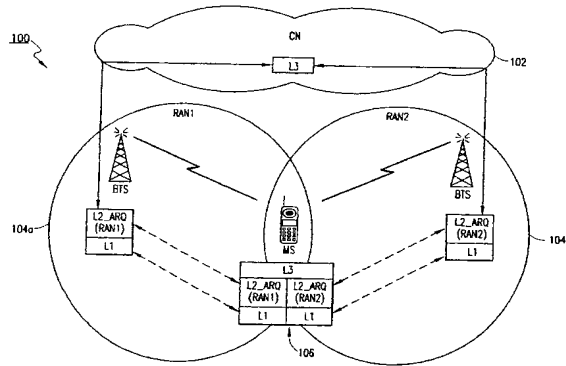 100
CN
L3
102
RAN1
RAN2
BTS
BTS
104a
L2_ARQ
(RAN1)
L1
MS
L2_ARQ
(RAN2)
L1
104
L3
L2_ARQ
(RAN1)
L2_ARQ
(RAN2)
L1
L1
106